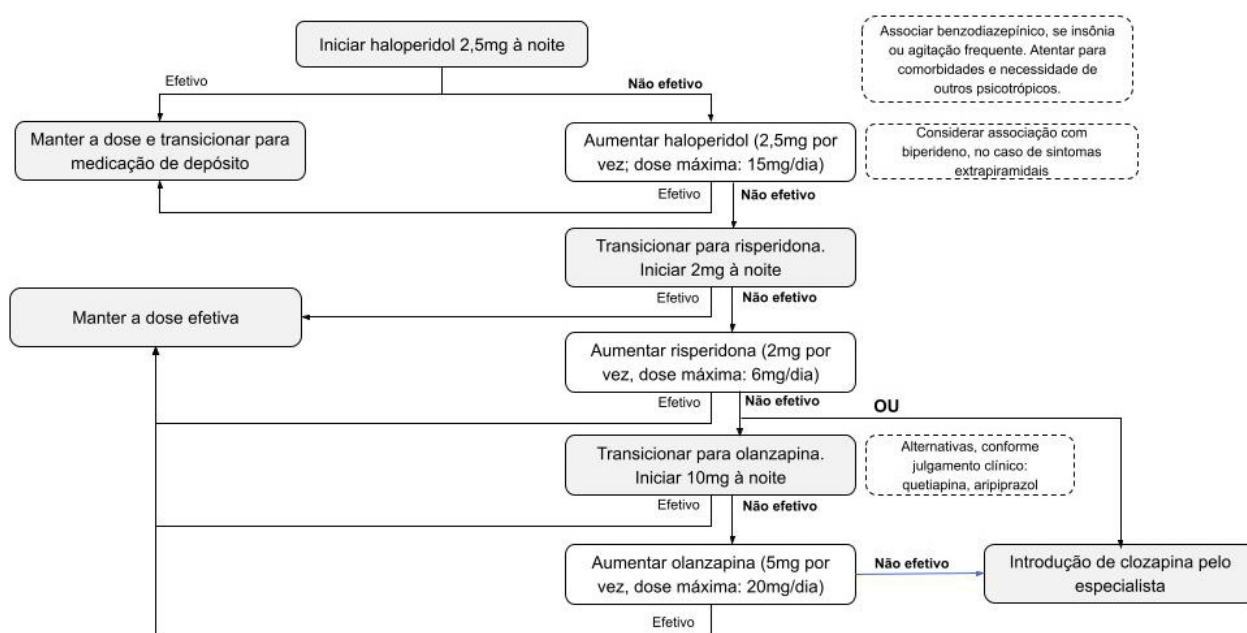 Iniciar haloperidol 2,5mg à noite
Associar benzodiazepínico, se insônia
ou agitação frequente. Atentar para
comorbidades e necessidade de
outros psicotrópicos.
Efetivo
Não efetivo
Manter a dose e transicionar para
medicação de depósito
Aumentar haloperidol (2,5mg por
vez; dose máxima: 15mg/dia)
Considerar associação com
biperideno, no caso de sintomas
extrapiramidais
Efetivo
Não efetivo
Transicionar para risperidona.
Iniciar 2mg à noite
Efetivo
Não efetivo
Manter a dose efetiva
Aumentar risperidona (2mg por
vez, dose máxima: 6mg/dia)
Efetivo
Não efetivo
OU
Transicionar para olanzapina.
Iniciar 10mg à noite
Alternativas, conforme
julgamento clínico:
quetiapina, aripiprazol
Efetivo
Não efetivo
Aumentar olanzapina (5mg por
vez, dose máxima: 20mg/dia)
Não efetivo
Introdução de clozapina pelo
especialista
Efetivo